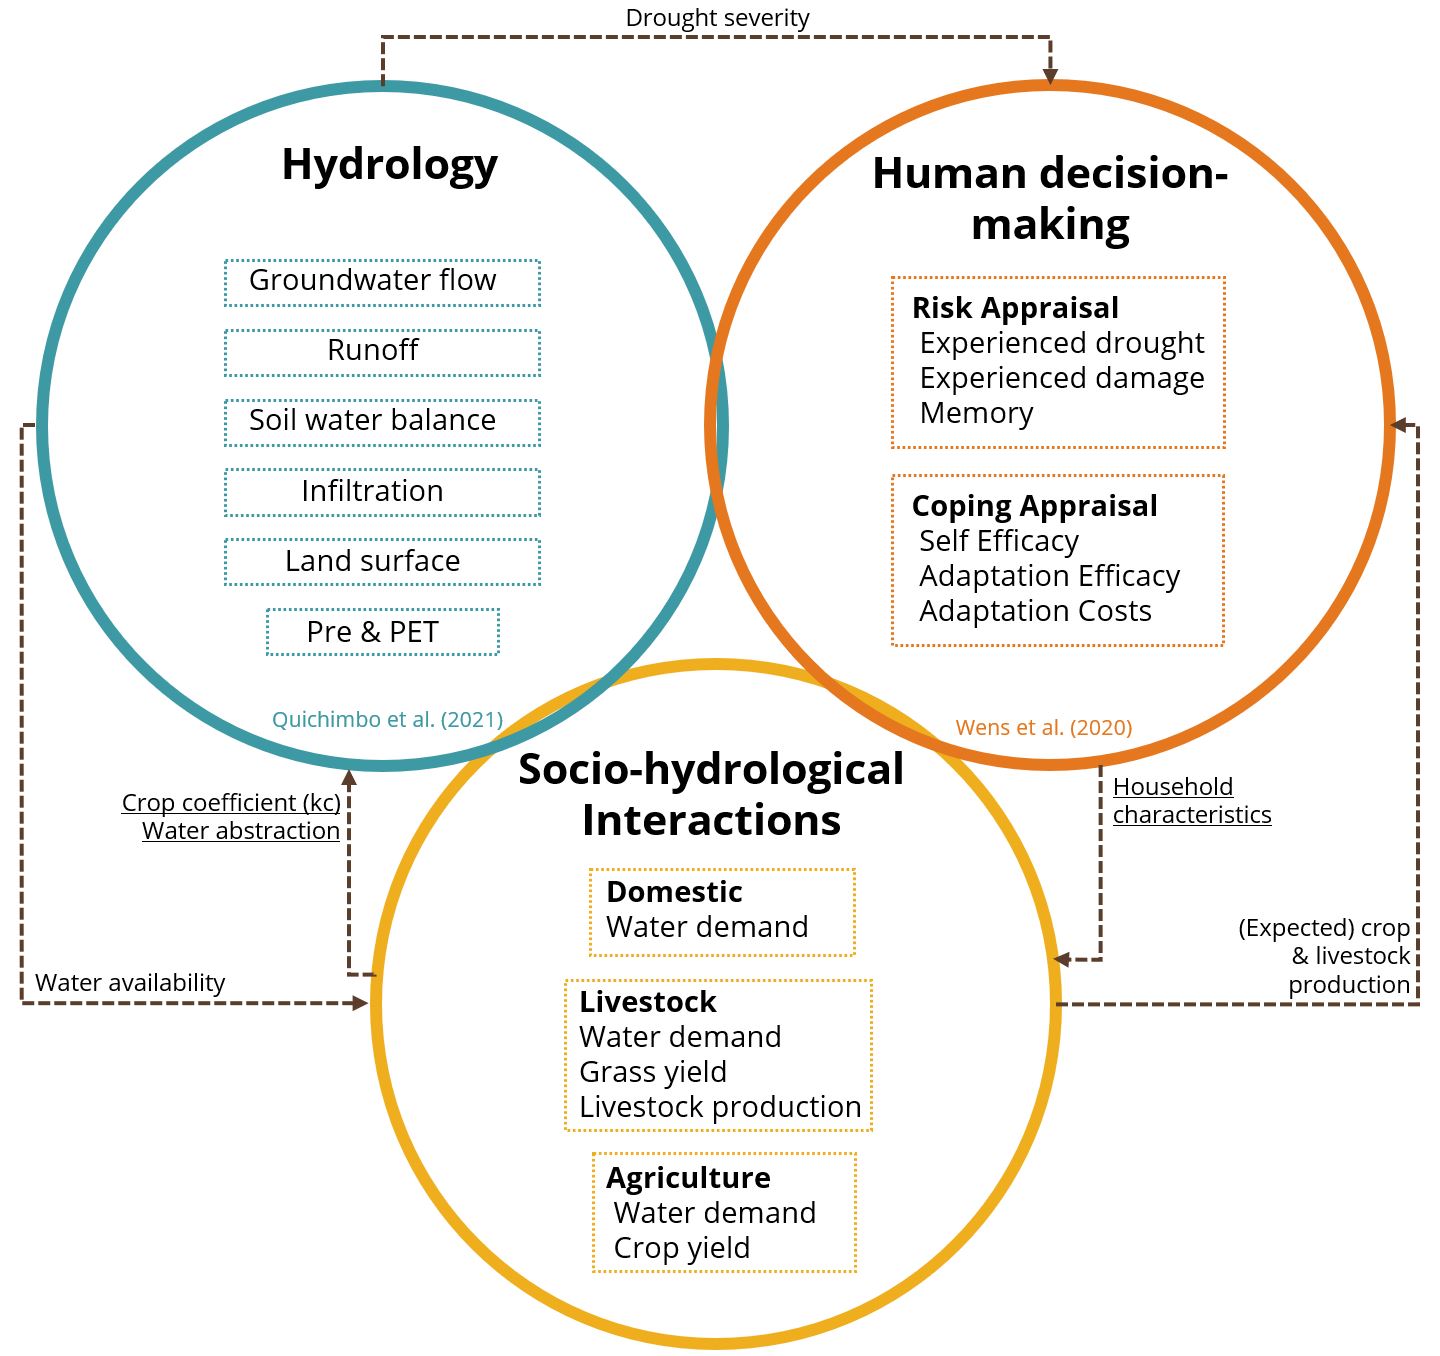 Drought severity
Hydrology
Groundwater flow
Runoff
Soil water balance
Infiltration
Land surface
Pre & PET
Quichimbo et al. (2021)
Human decision-
making
Risk Appraisal
Experienced drought
Experienced damage
Memory
Coping Appraisal
Self Efficacy
Adaptation Efficacy
Adaptation Costs
Wens et al. (2020)
Crop coefficient (kc)
Water abstraction
Water availability
Household
characteristics
(Expected) crop
& livestock
production
Socio-hydrological
Interactions
Domestic
Water demand
Livestock
Water demand
Grass yield
Livestock production
Agriculture
Water demand
Crop yield